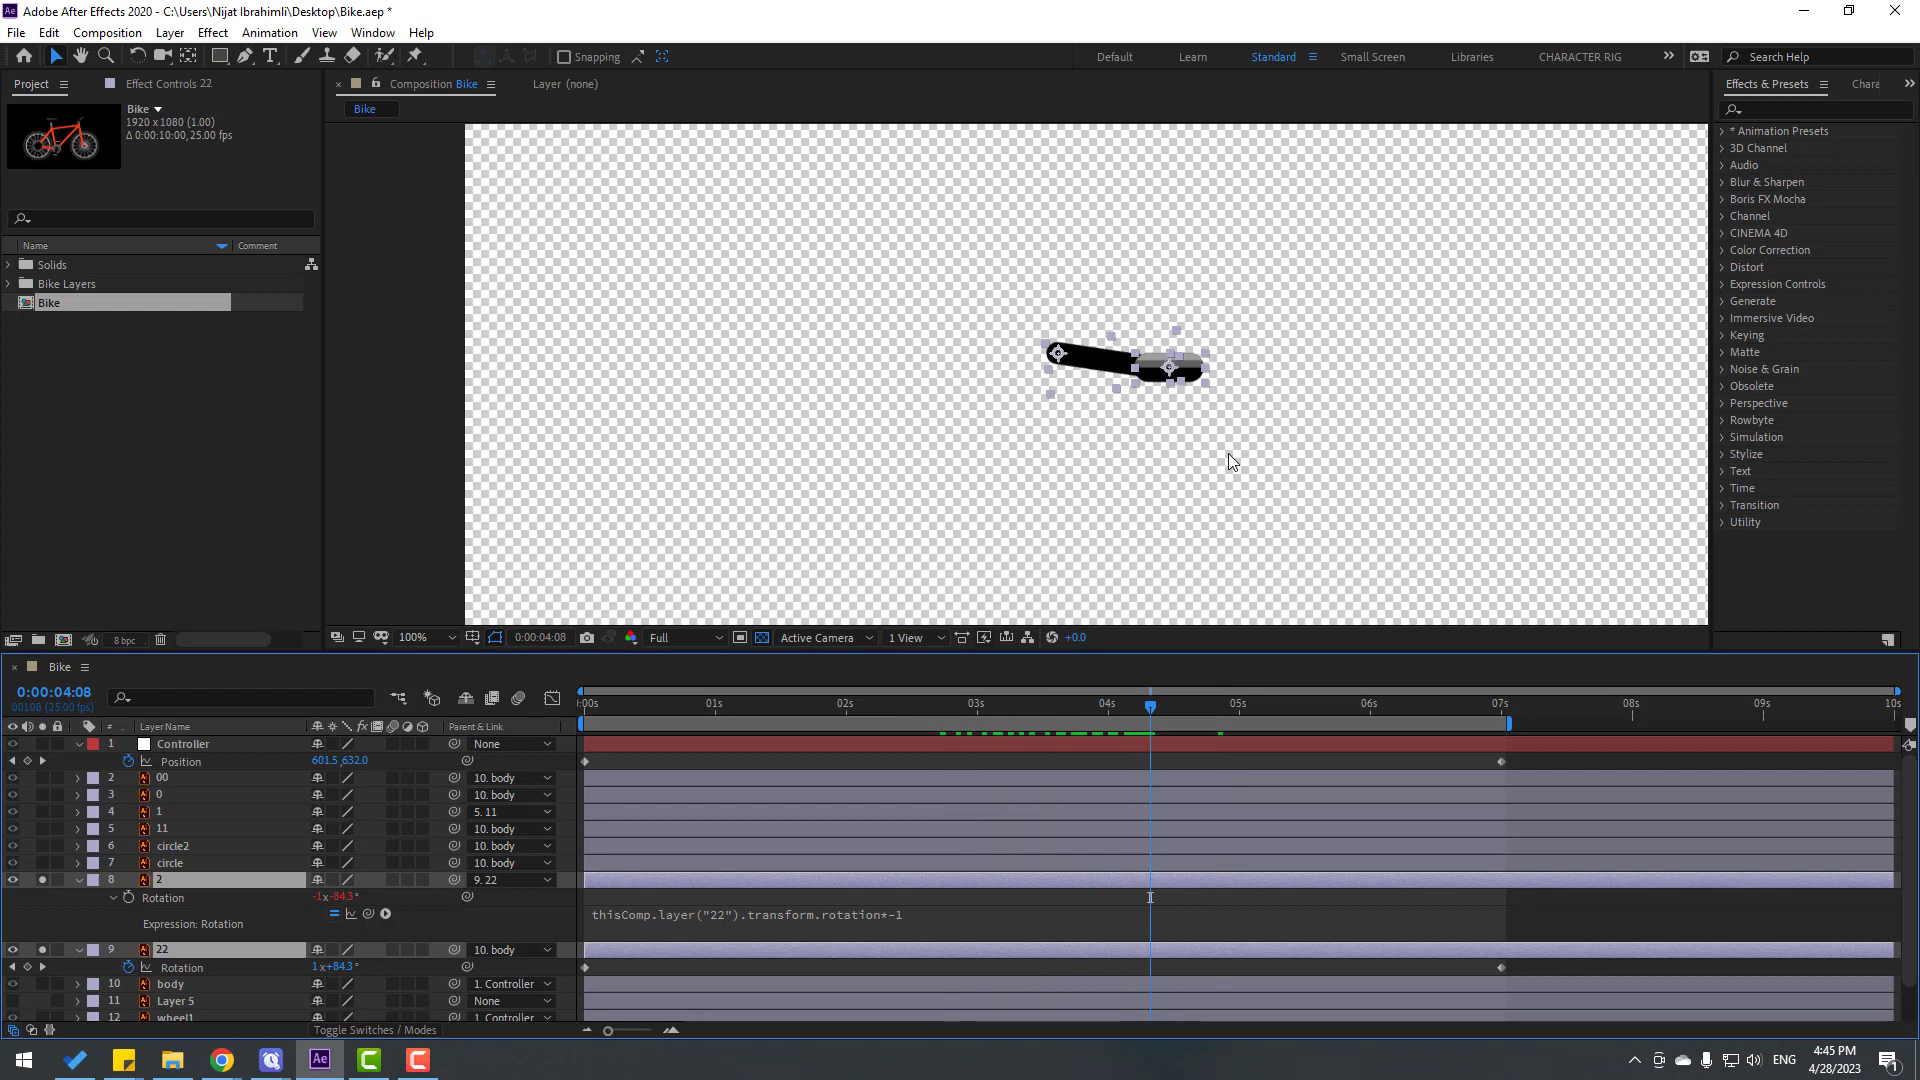 Adobe After Effects 2020 - C:\Users\Nijat Ibrahimli\Desktop\Bike.aep *
File Edit Composition Layer Effect Animation View Window Help
Snapping
Default Learn Standard Small Screen Libraries CHARACTER RIG
Search Help
Project Effect Controls 22
Composition Bike Layer (none)
Effects & Presets Chara
Bike
1920 x 1080 (1.00)
Δ 0:00:10:00, 25.00 fps
Bike
Name Comment
Solids
Bike Layers
Bike
* Animation Presets
3D Channel
Audio
Blur & Sharpen
Boris FX Mocha
Channel
CINEMA 4D
Color Correction
Distort
Expression Controls
Generate
Immersive Video
Keying
Matte
Noise & Grain
Obsolete
Perspective
Rowbyte
Simulation
Stylize
Text
Time
Transition
Utility
8 bpc
100% 0:00:04:08 Full Active Camera 1 View +0.0
Bike
0:00:04:08
00108 (25.00 fps)
:00s 01s 02s 03s 04s 05s 06s 07s 08s 09s 10s
# Layer Name Parent & Link
1 Controller None
Position 601.5,632.0
2 00 10. body
3 0 10. body
4 1 5. 11
5 11 10. body
6 circle2 10. body
7 circle 10. body
8 2 9. 22
Rotation -1x-84.3°
Expression: Rotation thisComp.layer("22").transform.rotation*-1
9 22 10. body
Rotation 1x+84.3°
10 body 1. Controller
11 Layer 5 None
12 wheel1 1. Controller
Toggle Switches / Modes
ENG
4:45 PM
4/28/2023
1